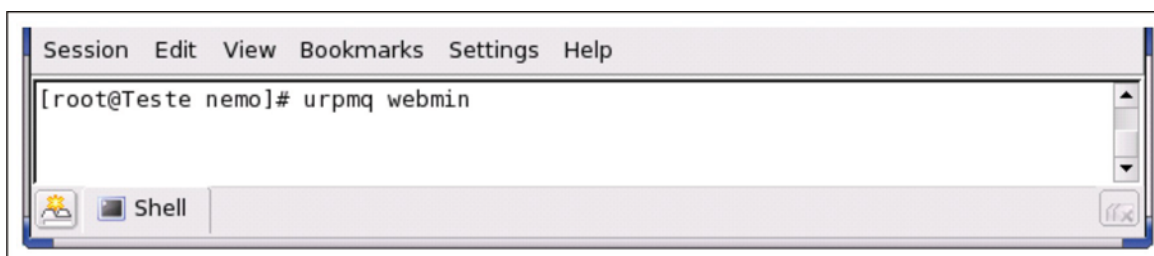 Session Edit View Bookmarks Settings Help
[root@Teste nemo]# urpmq webmin
Shell